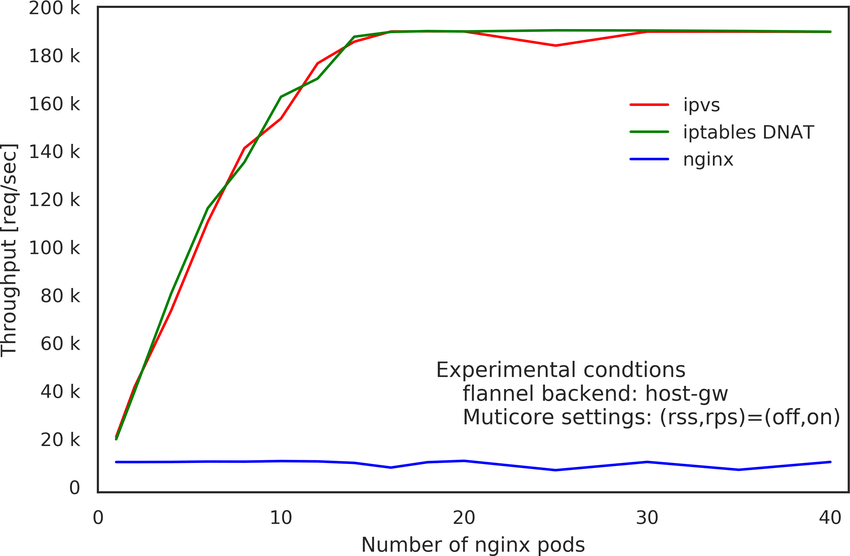 200 k
180 k
160 k
140 k
120 k
100 k
80 k
60 k
40 k
20 k
0
Throughput [req/sec]
ipvs
iptables DNAT
nginx
Experimental condtions
flannel backend: host-gw
Muticore settings: (rss,rps)=(off,on)
0 10 20 30 40
Number of nginx pods